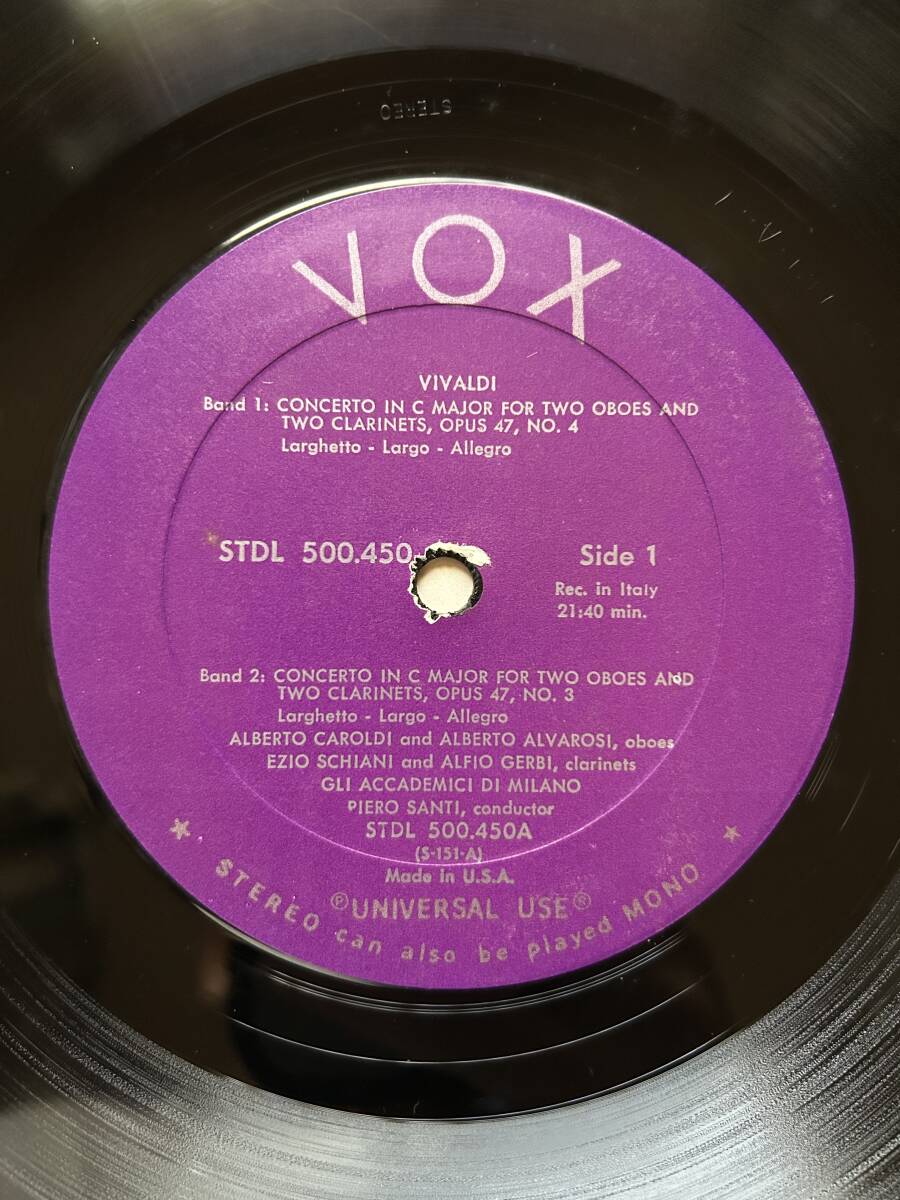 STEREO
VOX
VIVALDI
Band 1: CONCERTO IN C MAJOR FOR TWO OBOES AND
TWO CLARINETS, OPUS 47, NO. 4
Larghetto - Largo - Allegro
STDL 500.450
Side 1
Rec. in Italy
21:40 min.
Band 2: CONCERTO IN C MAJOR FOR TWO OBOES AND
TWO CLARINETS, OPUS 47, NO. 3
Larghetto - Largo - Allegro
ALBERTO CAROLDI and ALBERTO ALVAROSI, oboes
EZIO SCHIANI and ALFIO GERBI, clarinets
GLI ACCADEMICI DI MILANO
PIERO SANTI, conductor
STDL 500.450A
(S-151-A)
Made in U.S.A.
℗UNIVERSAL USE®
★ STEREO can also be played MONO ★